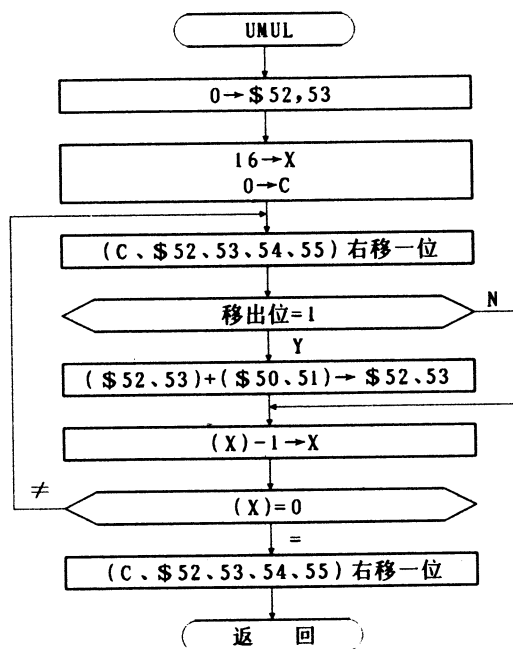 UMUL
0→$52,53
16→X
0→C
(C、$52、53、54、55)右移一位
移出位=1
N
Y
($52、53)+($50、51)→$52、53
(X)-1→X
≠
(X)=0
=
(C、$52、53、54、55)右移一位
返 回